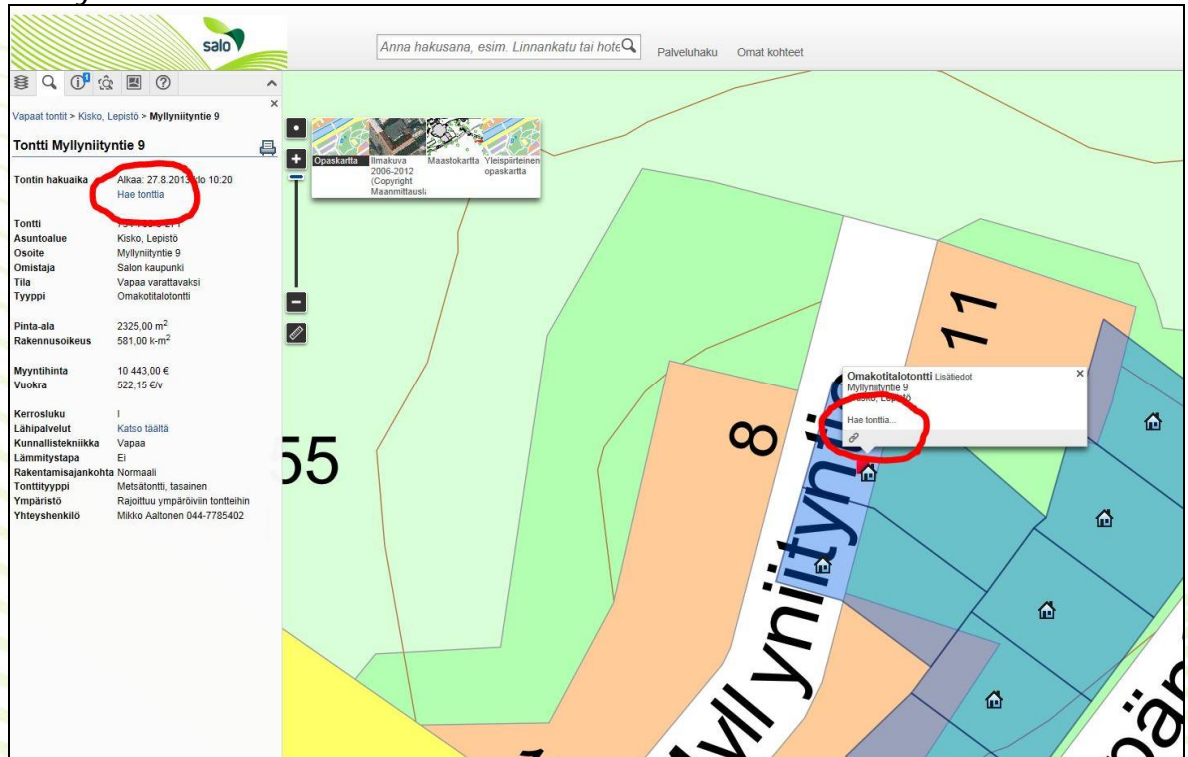 salo
Anna hakusana, esim. Linnankatu tai hote
Palveluhaku
Omat kohteet
Vapaat tontit > Kisko, Lepistö > Myllyniityntie 9
Tontti Myllyniityntie 9
Tontin hakuaika Alkaa: 27.8.2013 klo 10:20
Hae tonttia
Tontti
Asuntoalue Kisko, Lepistö
Osoite Myllyniityntie 9
Omistaja Salon kaupunki
Tila Vapaa varattavaksi
Tyyppi Omakotitalotontti
Pinta-ala 2325,00 m²
Rakennusoikeus 581,00 k-m²
Myyntihinta 10 443,00 €
Vuokra 522,15 €/v
Kerrosluku I
Lähipalvelut Katso täältä
Kunnallistekniikka Vapaa
Lämmitystapa Ei
Rakentamisajankohta Normaali
Tonttityyppi Metsätontti, tasainen
Ympäristö Rajoittuu ympäröiviin tontteihin
Yhteyshenkilö Mikko Aaltonen 044-7785402
Opaskartta
Ilmakuva
2006-2012
(Copyright
Maanmittausla
Maastokartta
Yleispiirteinen
opaskartta
11
8
55
Omakotitalotontti Lisätiedot
Myllyniityntie 9
Kisko, Lepistö
Hae tonttia...
Myllyniityntie